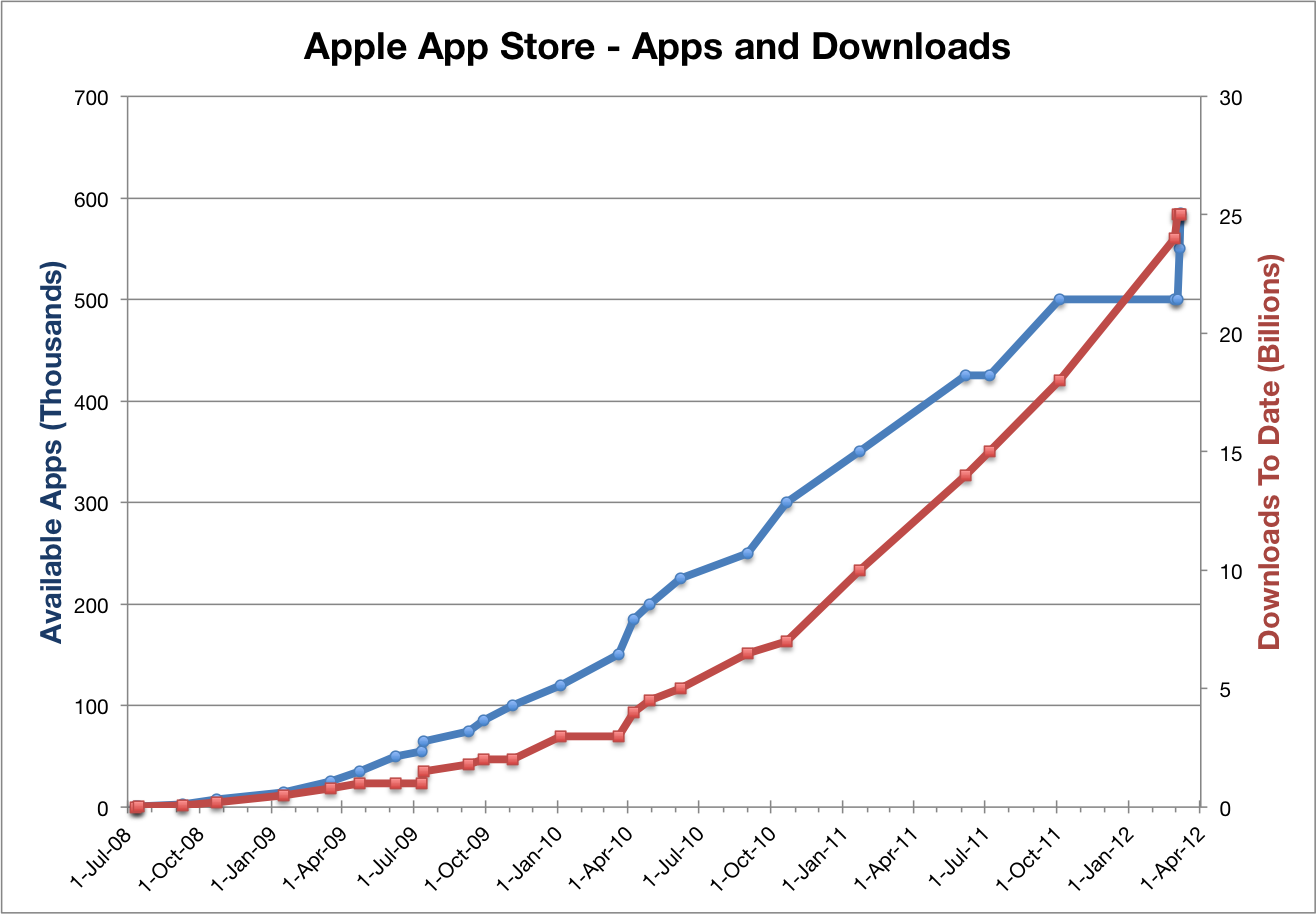 Apple App Store - Apps and Downloads
Available Apps (Thousands)
700
600
500
400
300
200
100
0
30
25
20
15
10
5
0
Downloads To Date (Billions)
1-Jul-08
1-Oct-08
1-Jan-09
1-Apr-09
1-Jul-09
1-Oct-09
1-Jan-10
1-Apr-10
1-Jul-10
1-Oct-10
1-Jan-11
1-Apr-11
1-Jul-11
1-Oct-11
1-Jan-12
1-Apr-12